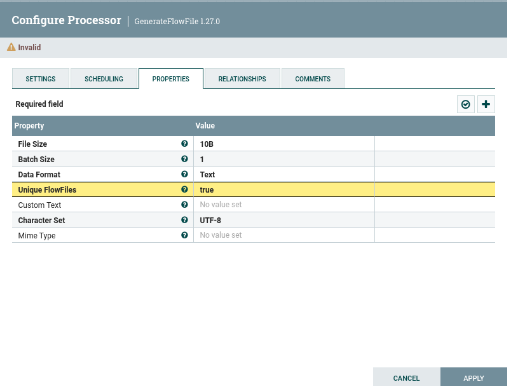 Configure Processor | GenerateFlowFile 1.27.0
Invalid
SETTINGS SCHEDULING PROPERTIES RELATIONSHIPS COMMENTS
Required field
Property Value
File Size 10B
Batch Size 1
Data Format Text
Unique FlowFiles true
Custom Text No value set
Character Set UTF-8
Mime Type No value set
CANCEL APPLY